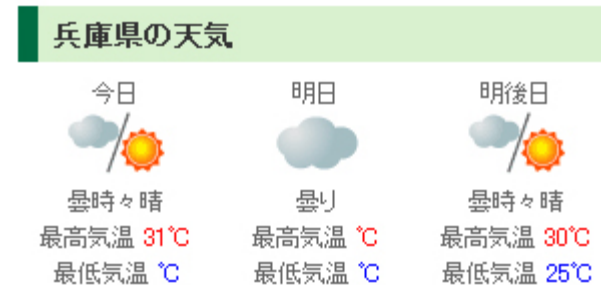 兵庫県の天気
今日 明日 明後日
曇時々晴 曇り 曇時々晴
最高気温 31℃ 最高気温 ℃ 最高気温 30℃
最低気温 ℃ 最低気温 ℃ 最低気温 25℃